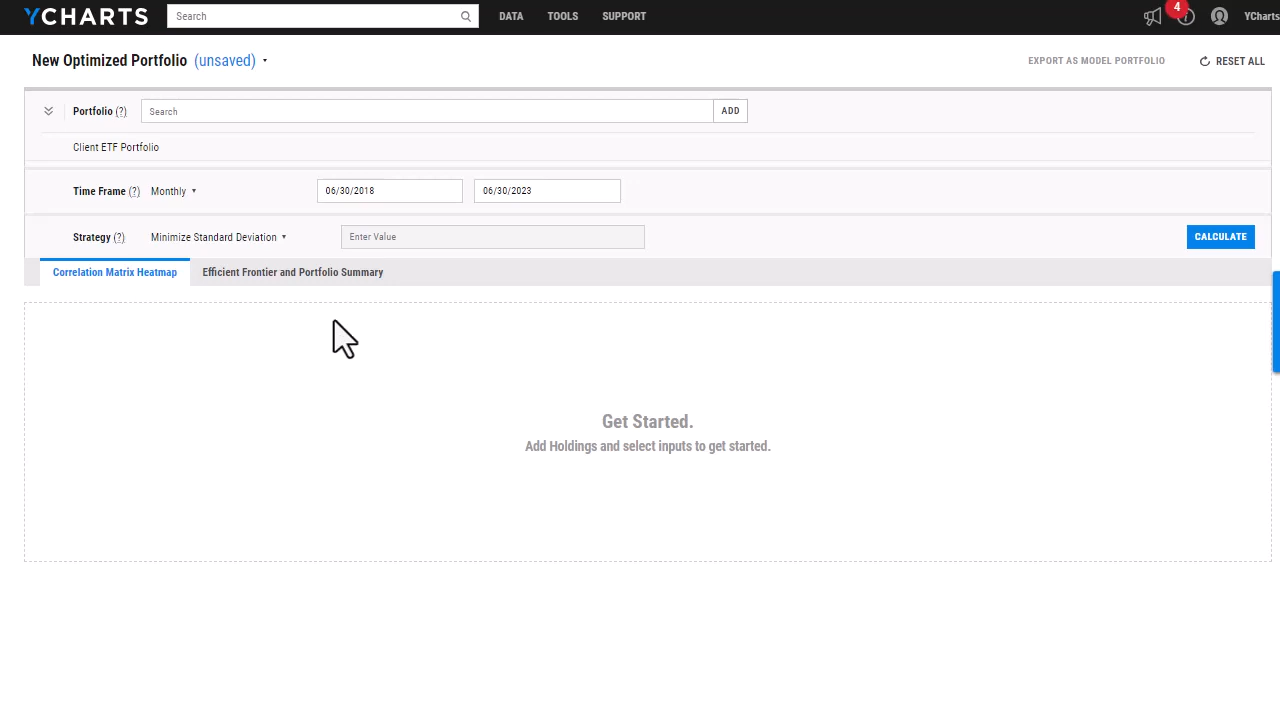 YCHARTS
Search
DATA
TOOLS
SUPPORT
4
YCharts
New Optimized Portfolio (unsaved)
EXPORT AS MODEL PORTFOLIO
RESET ALL
Portfolio (?)
Search
ADD
Client ETF Portfolio
Time Frame (?) Monthly
06/30/2018
06/30/2023
Strategy (?) Minimize Standard Deviation
Enter Value
CALCULATE
Correlation Matrix Heatmap
Efficient Frontier and Portfolio Summary
Get Started.
Add Holdings and select inputs to get started.